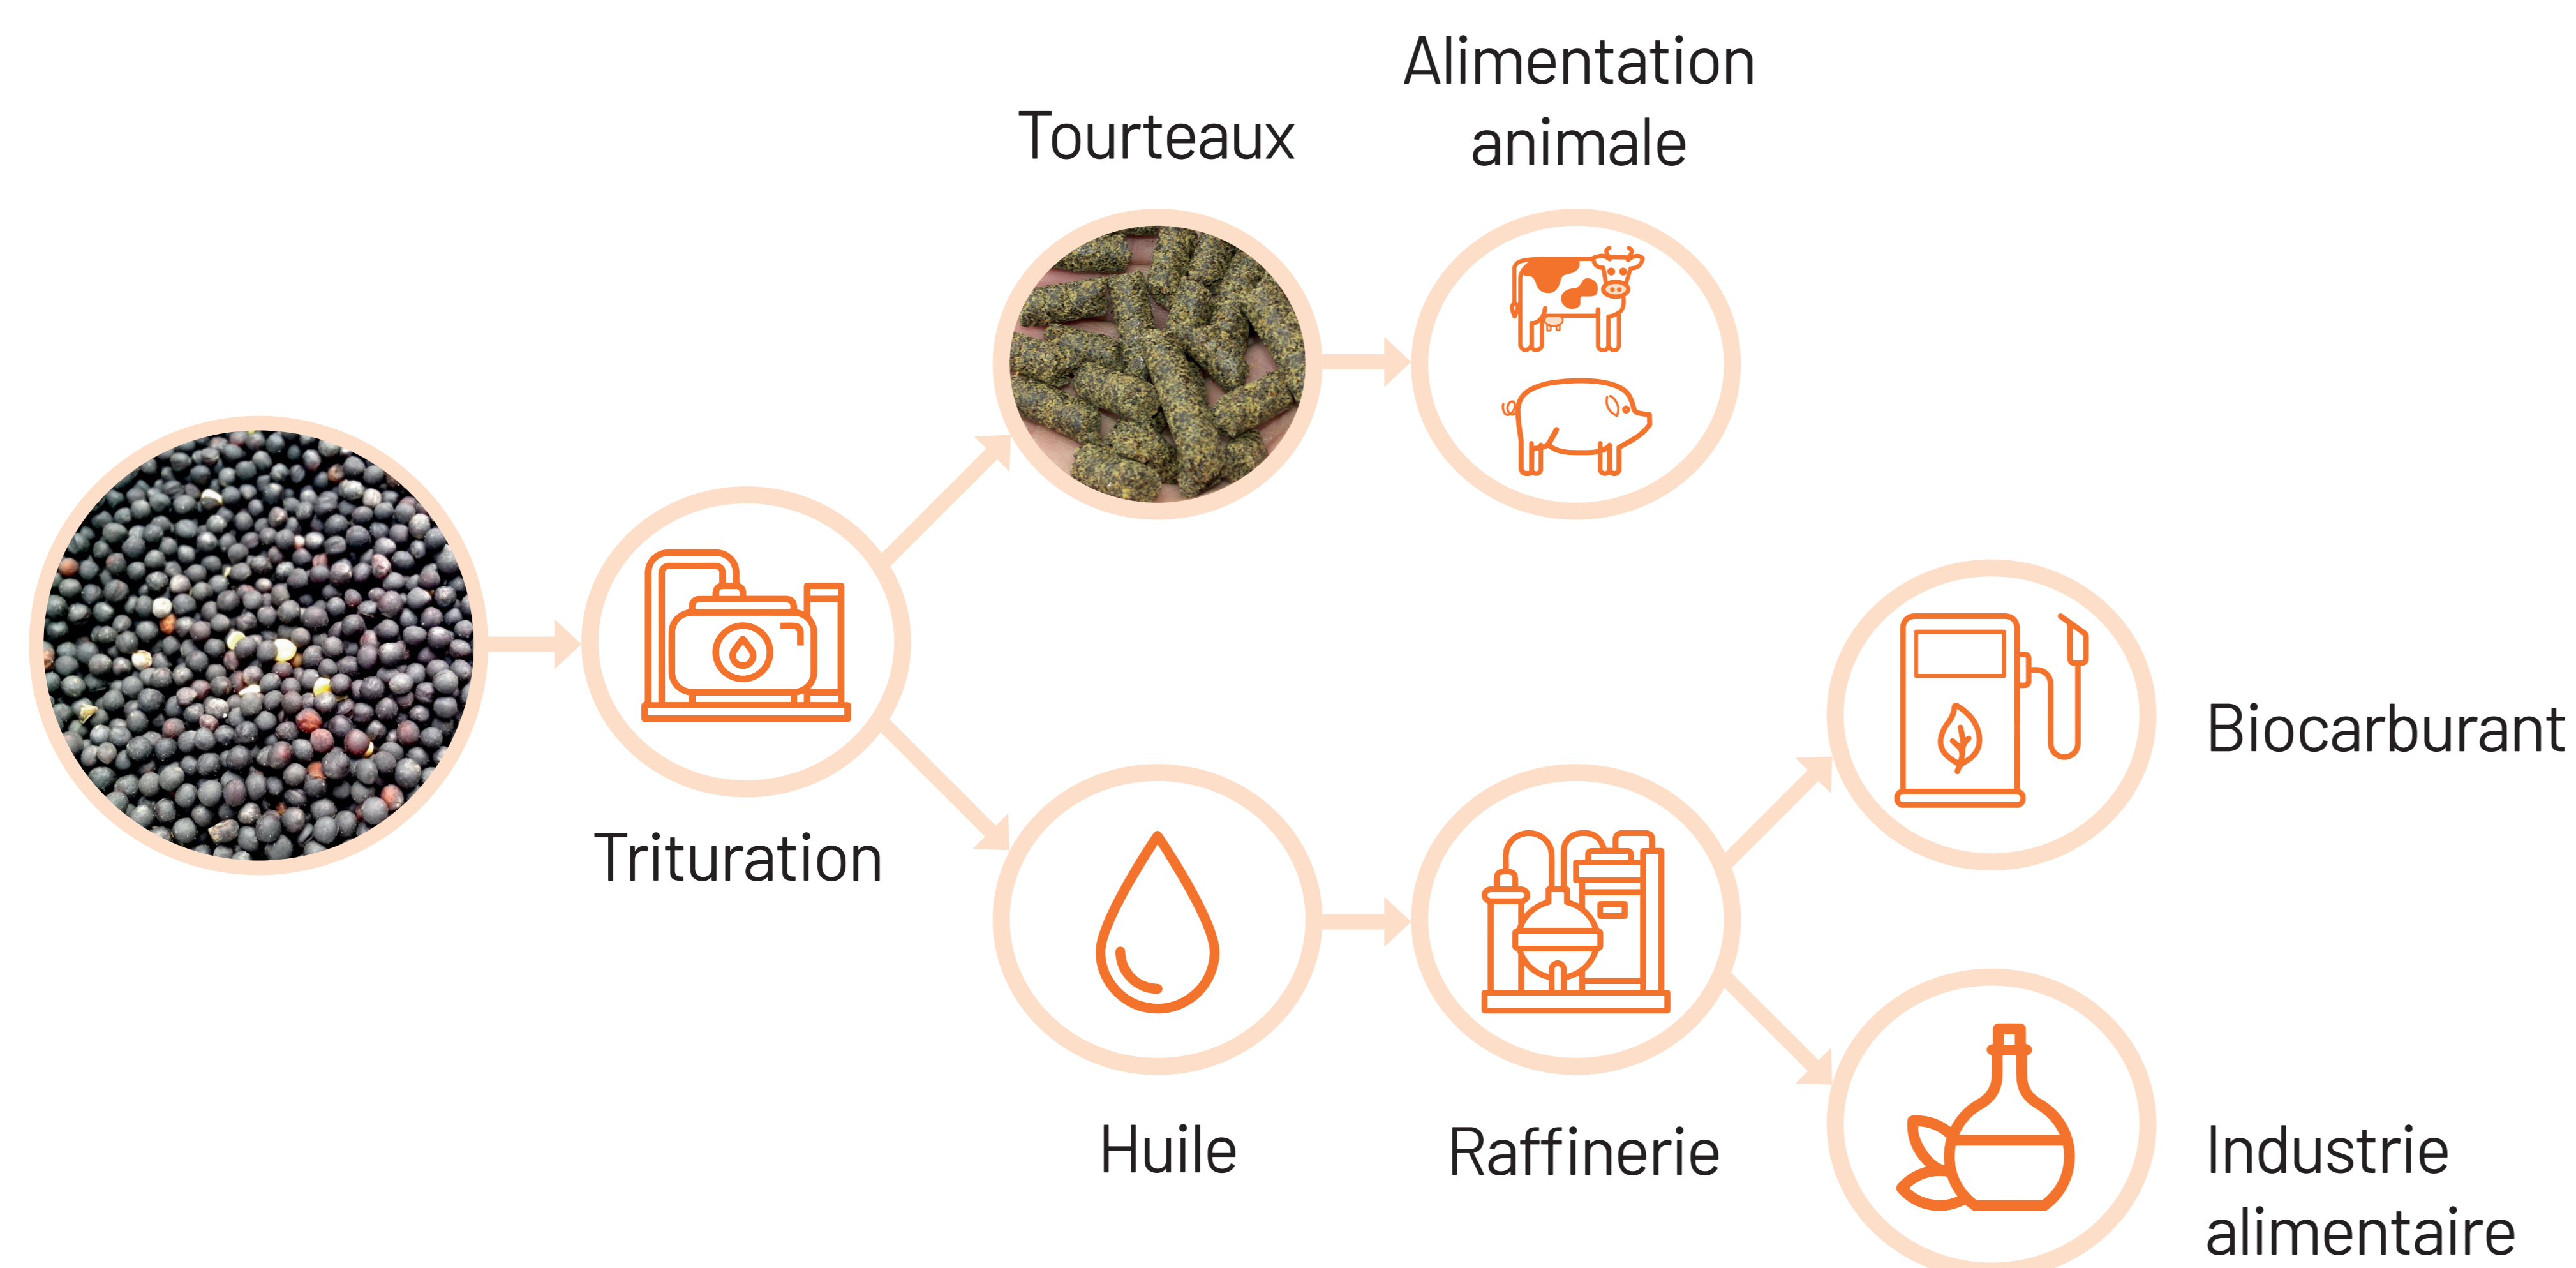 Alimentation
animale
Tourteaux
Trituration
Biocarburant
Huile
Raffinerie
Industrie
alimentaire